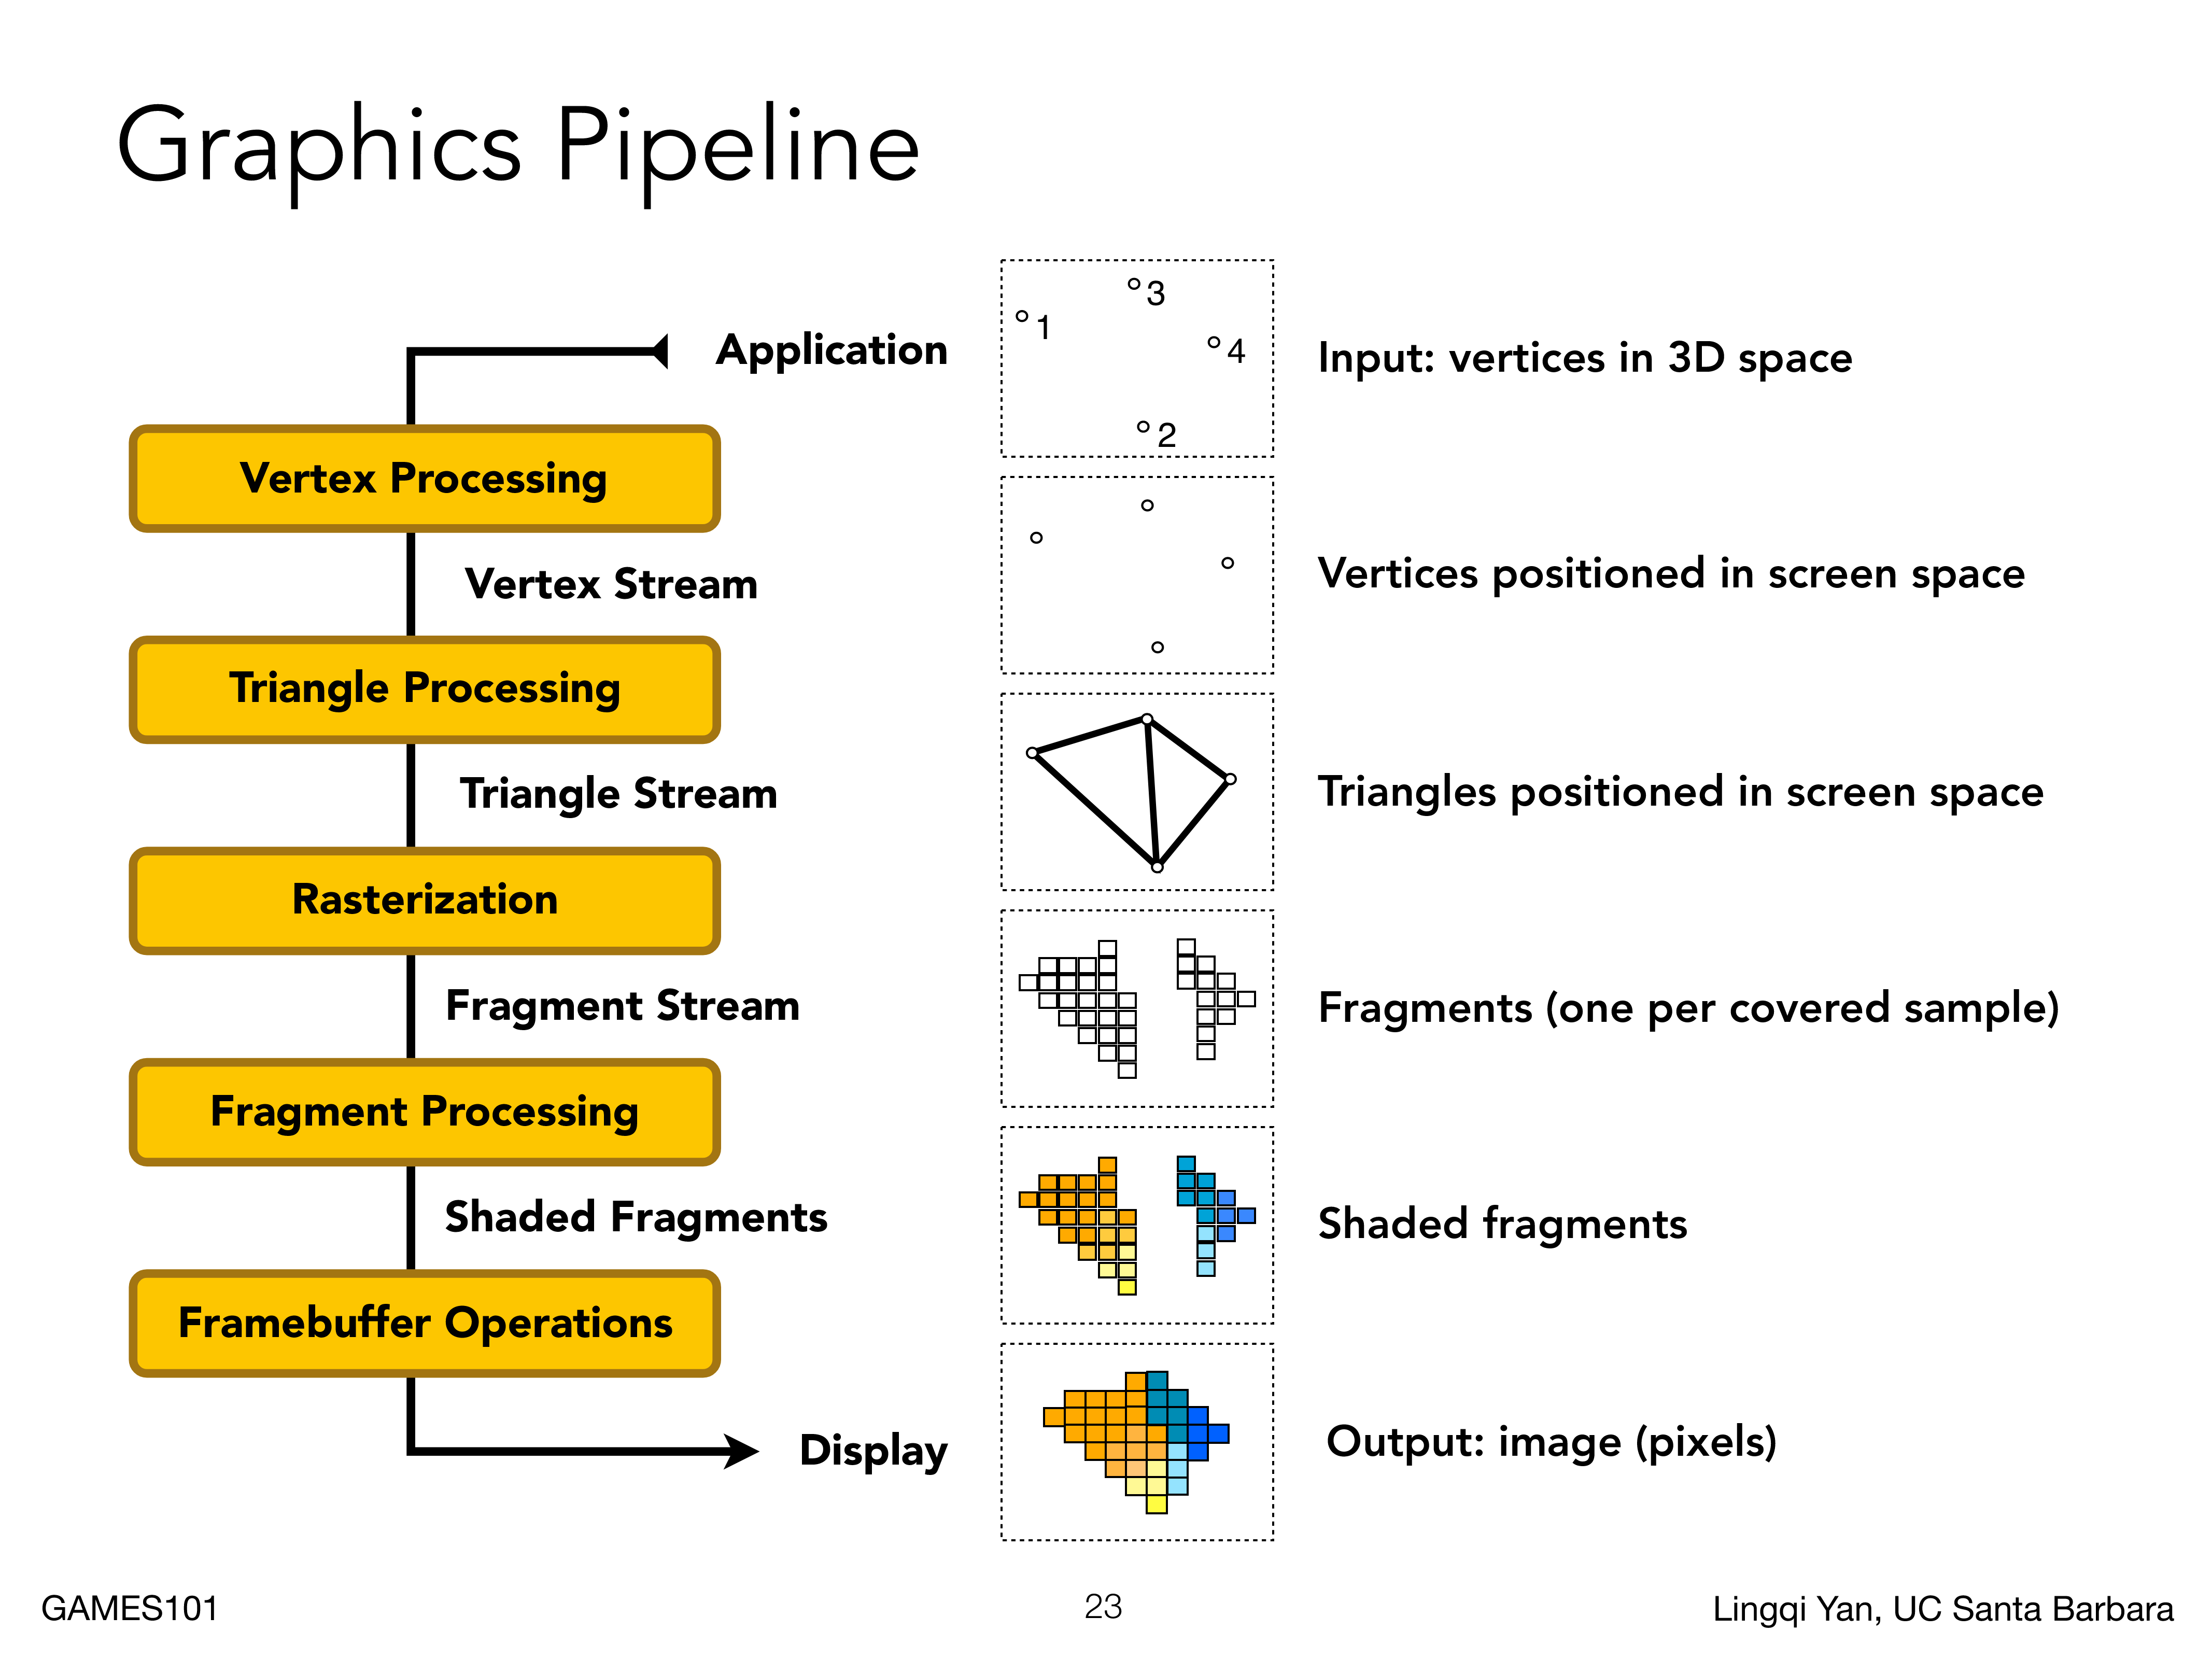 Graphics Pipeline
Application
Vertex Processing
Vertex Stream
Triangle Processing
Triangle Stream
Rasterization
Fragment Stream
Fragment Processing
Shaded Fragments
Framebuffer Operations
Display
3
1
4
2
Input: vertices in 3D space
Vertices positioned in screen space
Triangles positioned in screen space
Fragments (one per covered sample)
Shaded fragments
Output: image (pixels)
GAMES101
23
Lingqi Yan, UC Santa Barbara